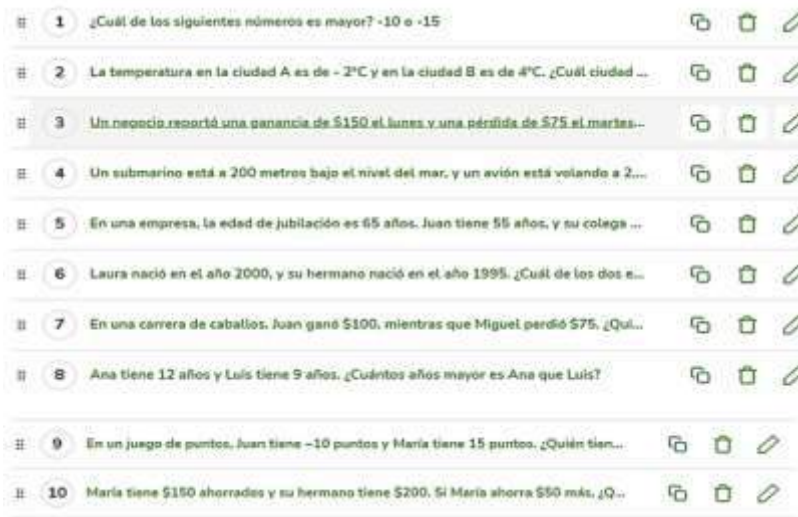 1 ¿Cuál de los siguientes números es mayor? -10 o -15
2 La temperatura en la ciudad A es de - 2°C y en la ciudad B es de 4°C. ¿Cuál ciudad ...
3 Un negocio reportó una ganancia de $150 el lunes y una pérdida de $75 el martes...
4 Un submarino está a 200 metros bajo el nivel del mar, y un avión está volando a 2....
5 En una empresa, la edad de jubilación es 65 años. Juan tiene 55 años, y su colega ...
6 Laura nació en el año 2000, y su hermano nació en el año 1995. ¿Cuál de los dos e...
7 En una carrera de caballos, Juan ganó $100, mientras que Miguel perdió $75. ¿Qui...
8 Ana tiene 12 años y Luis tiene 9 años. ¿Cuántos años mayor es Ana que Luis?
9 En un juego de puntos, Juan tiene -10 puntos y María tiene 15 puntos. ¿Quién tien...
10 María tiene $150 ahorrados y su hermano tiene $200. Si María ahorra $50 más, ¿Q...